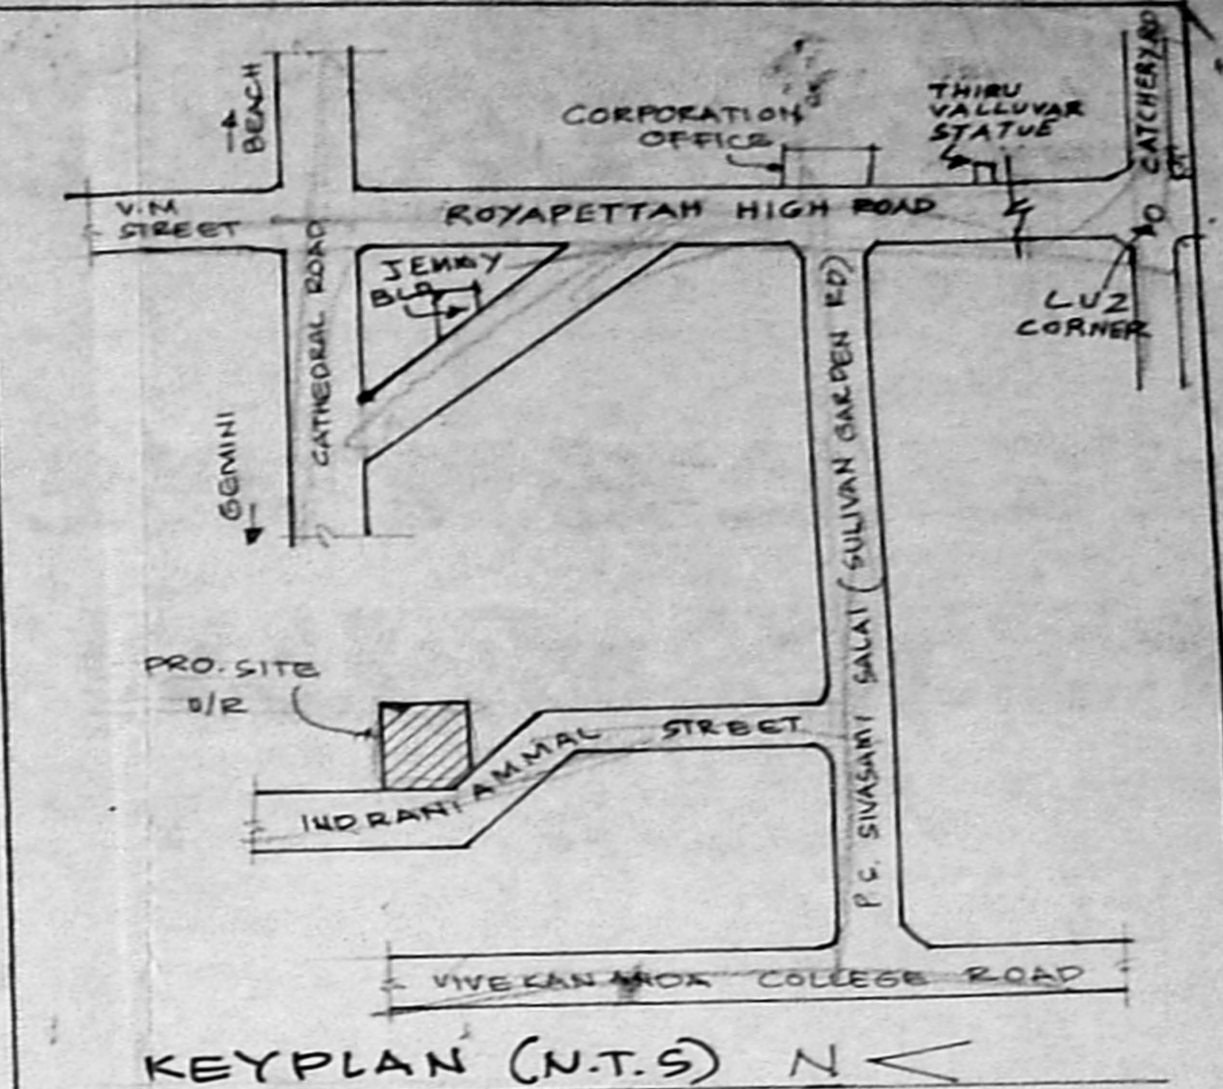 BEACH
CORPORATION
OFFICE
THIRU
VALLUVAR
STATUE
CATCHERY RD
V.M
STREET
ROYAPETTAH HIGH ROAD
JEMMY
BLD
LUZ
CORNER
CATHEDRAL ROAD
GEMINI
P.S. SIVASAMY SALAI (SULIVAN GARDEN RD)
PRO. SITE
INDRANI AMMAL STREET
VIVEKANANDA COLLEGE ROAD
KEYPLAN (N.T.S) N